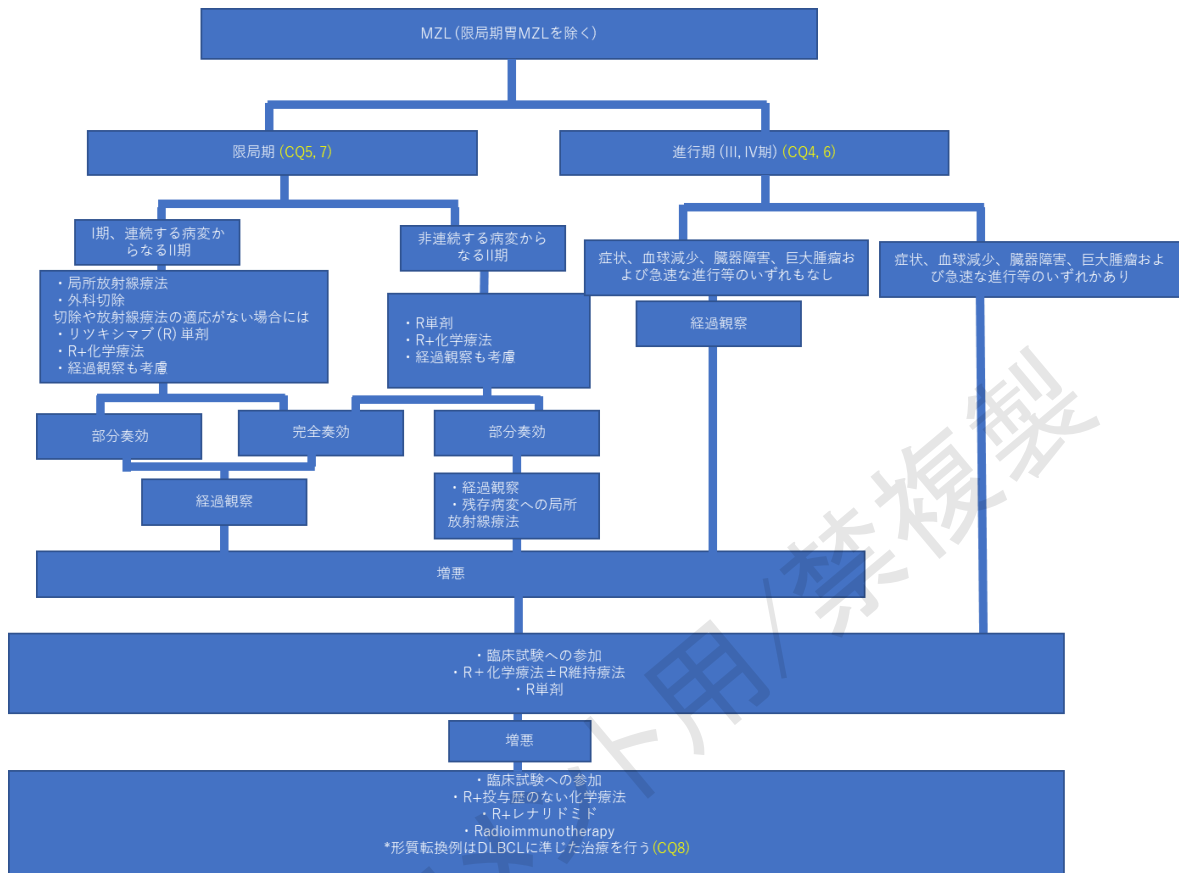 MZL (限局期胃MZLを除く)
限局期 (CQ5, 7)
進行期 (III, IV期) (CQ4, 6)
I期、連続する病変か
らなるII期
非連続する病変から
なるII期
症状、血球減少、臓器障害、巨大腫瘤お
よび急速な進行等のいずれもなし
症状、血球減少、臓器障害、巨大腫瘤およ
び急速な進行等のいずれかあり
・局所放射線療法
・外科切除
切除や放射線療法の適応がない場合には
・リツキシマブ (R) 単剤
・R+化学療法
・経過観察も考慮
・R単剤
・R+化学療法
・経過観察も考慮
経過観察
部分奏効
完全奏効
部分奏効
経過観察
・経過観察
・残存病変への局所
放射線療法
増悪
・臨床試験への参加
・R＋化学療法±R維持療法
・R単剤
増悪
・臨床試験への参加
・R+投与歴のない化学療法
・R+レナリドミド
・Radioimmunotherapy
*形質転換例はDLBCLに準じた治療を行う(CQ8)
ト用/禁複製